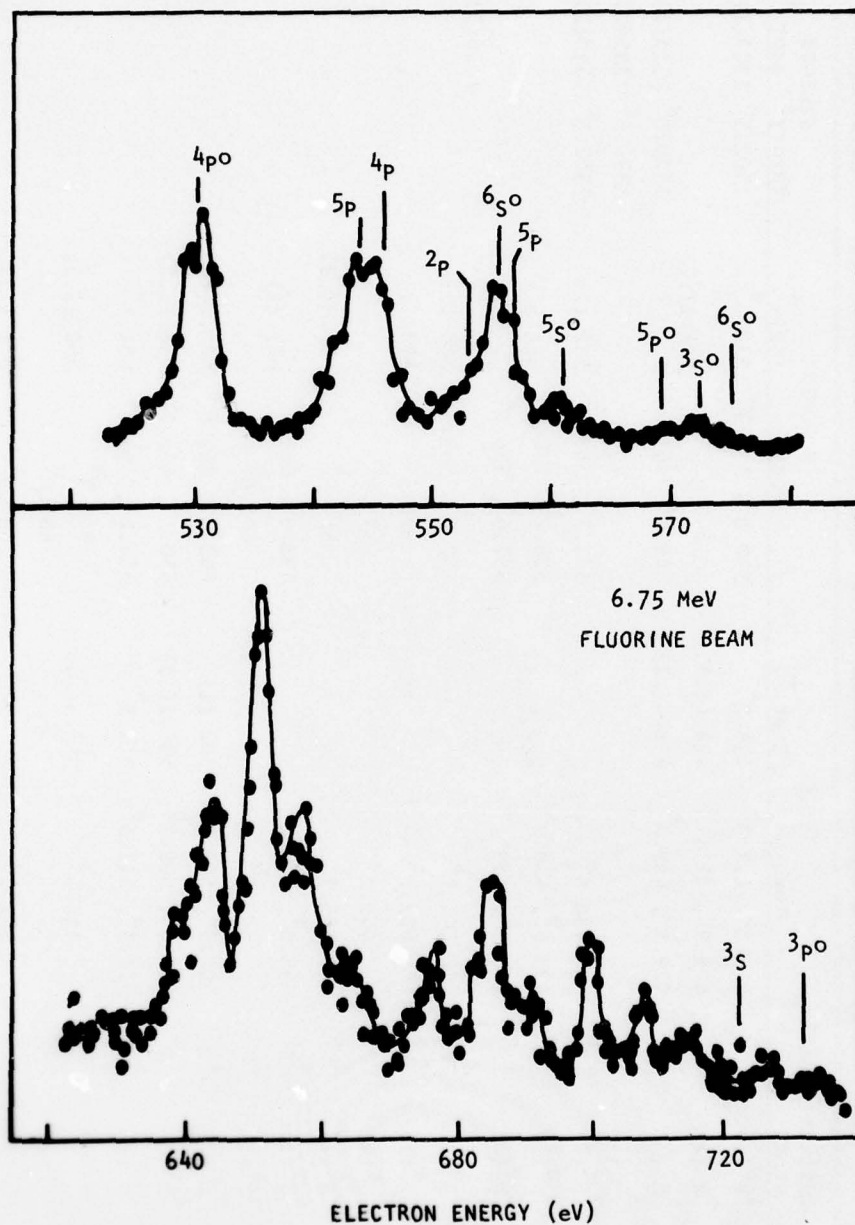 ⁴Pᴼ
⁵P
⁴P
²P
⁶Sᴼ
⁵P
⁵Sᴼ
⁵Pᴼ
³Sᴼ
⁶Sᴼ
530 550 570
6.75 MeV
FLUORINE BEAM
³S
³Pᴼ
640 680 720
ELECTRON ENERGY (eV)